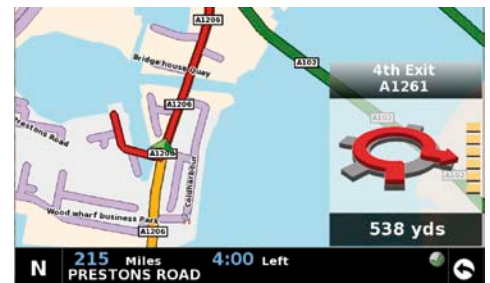 A1206
A102
Bridge house Quay
4th Exit
A1261
A1206
A102
Prestons Road
A1206
A102
Coldharbour
Wood wharf business Park
A1206
538 yds
215 Miles 4:00 Left
N
PRESTONS ROAD